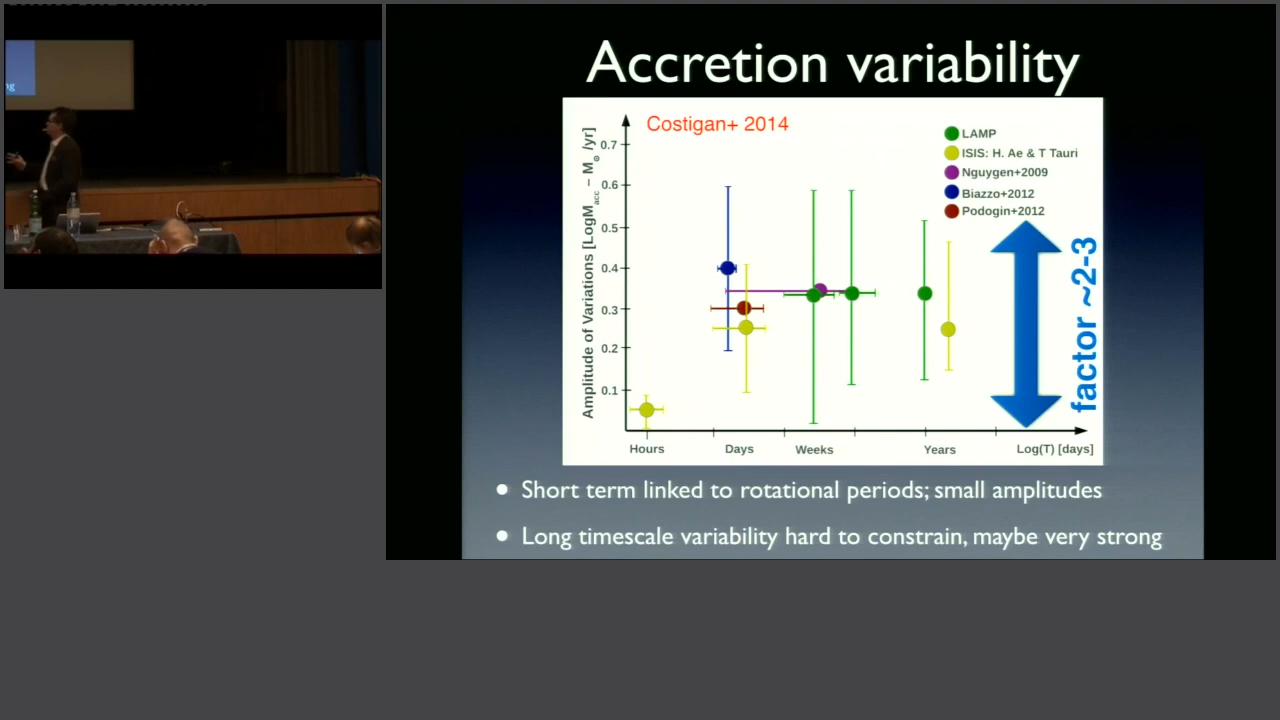 Accretion variability
Costigan+ 2014
Amplitude of Variations [LogMacc – M⊙ /yr]
0.7
0.6
0.5
0.4
0.3
0.2
0.1
LAMP
ISIS: H. Ae & T Tauri
Nguygen+2009
Biazzo+2012
Podogin+2012
factor ~2-3
Hours
Days
Weeks
Years
Log(T) [days]
• Short term linked to rotational periods; small amplitudes
• Long timescale variability hard to constrain, maybe very strong